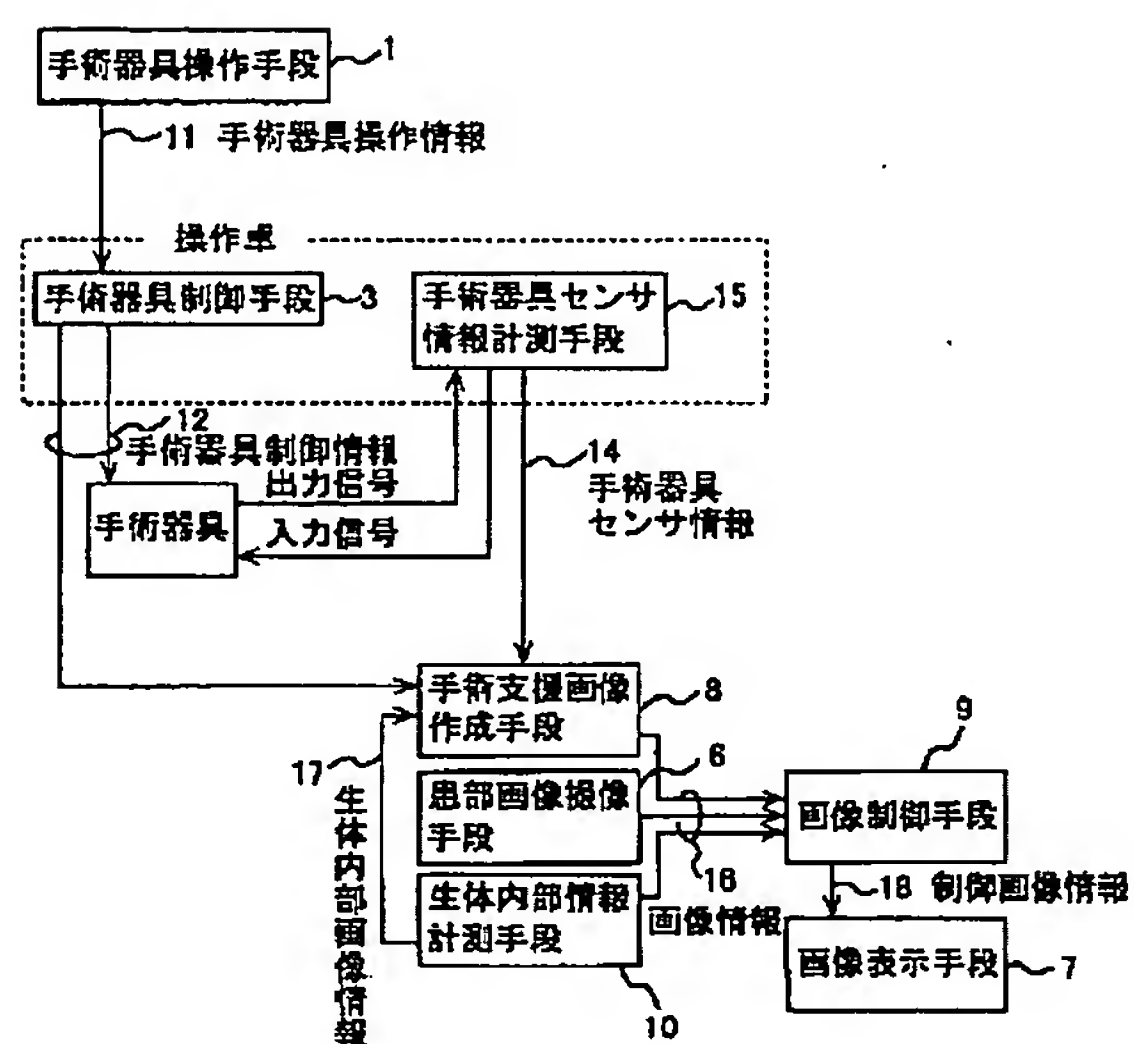 手術器具操作手段
1
11 手術器具操作情報
操作卓
手術器具制御手段
3
手術器具センサ
情報計測手段
15
12
手術器具制御情報
出力信号
手術器具
入力信号
14
手術器具
センサ情報
手術支援画像
作成手段
8
17
生体内部画像情報
患部画像撮像
手段
6
9
画像制御手段
16
画像情報
生体内部情報
計測手段
10
18 制御画像情報
画像表示手段
7